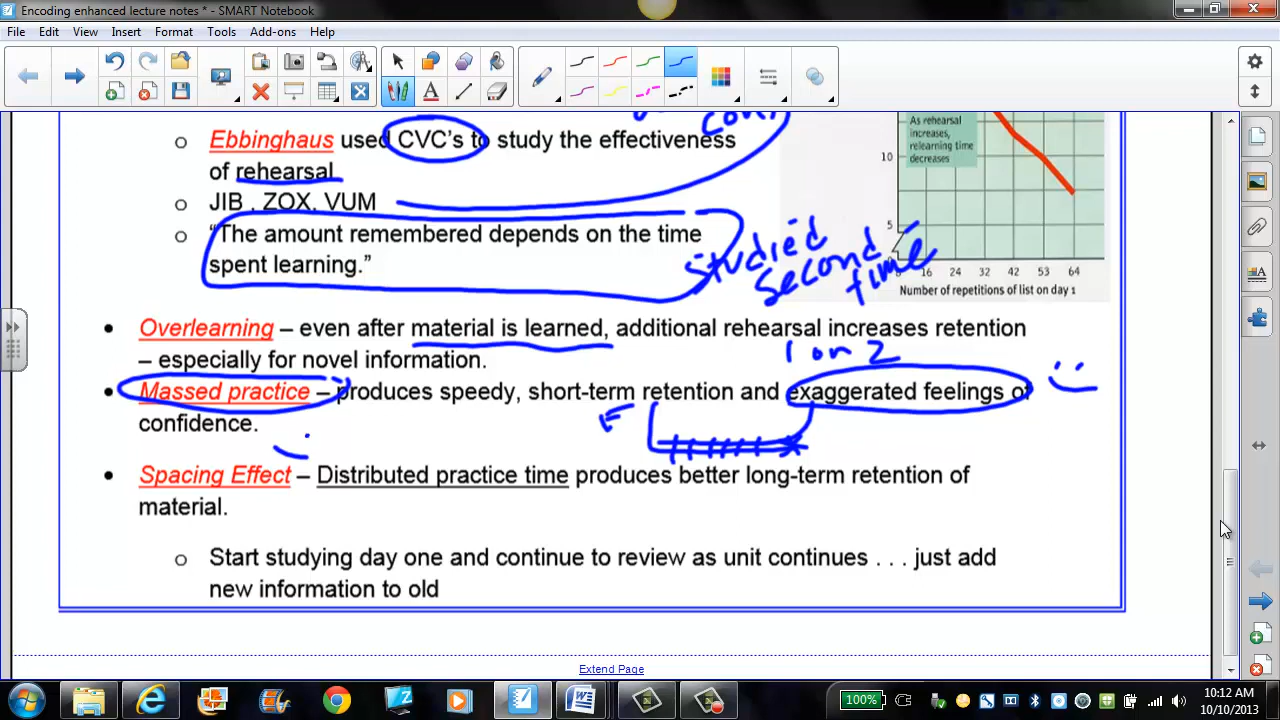 Encoding enhanced lecture notes * - SMART Notebook
File Edit View Insert Format Tools Add-ons Help
o Ebbinghaus used CVC's to study the effectiveness
of rehearsal
o JIB , ZOX, VUM
o "The amount remembered depends on the time
spent learning."
studied
second
time
As rehearsal
increases,
relearning time
decreases
10
5
16 24 32 42 53 64
Number of repetitions of list on day 1
• Overlearning – even after material is learned, additional rehearsal increases retention
– especially for novel information.
1 on 2
• Massed practice – produces speedy, short-term retention and exaggerated feelings of
confidence.
• Spacing Effect – Distributed practice time produces better long-term retention of
material.
o Start studying day one and continue to review as unit continues . . . just add
new information to old
Extend Page
100%
10:12 AM
10/10/2013